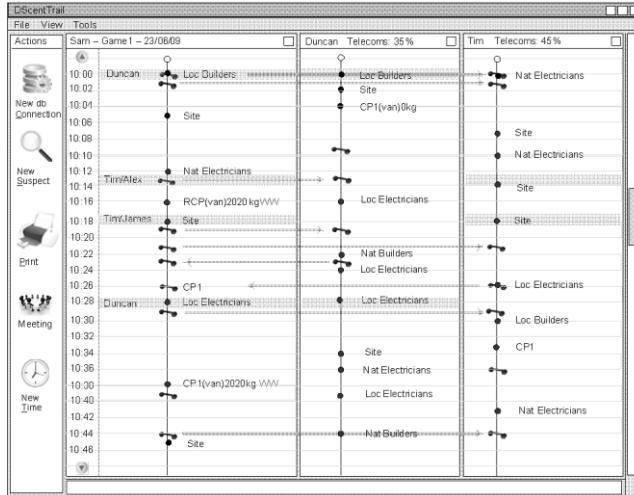 DScentTrail
File View Tools
Actions
New db
Connection
New
Suspect
Print
Meeting
New
Time
Sam – Game1 – 23/06/09
10:00
10:02
10:04
10:06
10:08
10:10
10:12
10:14
10:16
10:18
10:20
10:22
10:24
10:26
10:28
10:30
10:32
10:34
10:36
10:30
10:40
10:42
10:44
10:46
Duncan
Loc Builders
Site
Nat Electricians
Tim/Alex
RCP(van)2020kg
Tim/James
Site
CP1
Duncan
Loc Electricians
CP1(van)2020kg
Site
Duncan Telecoms: 35%
Loc Builders
Site
CP1(van)0kg
Loc Electricians
Nat Builders
Loc Electricians
Loc Electricians
Site
Nat Electricians
Loc Electricians
Nat Builders
Tim Telecoms: 45%
Nat Electricians
Site
Nat Electricians
Site
Site
Loc Electricians
Loc Builders
CP1
Nat Electricians